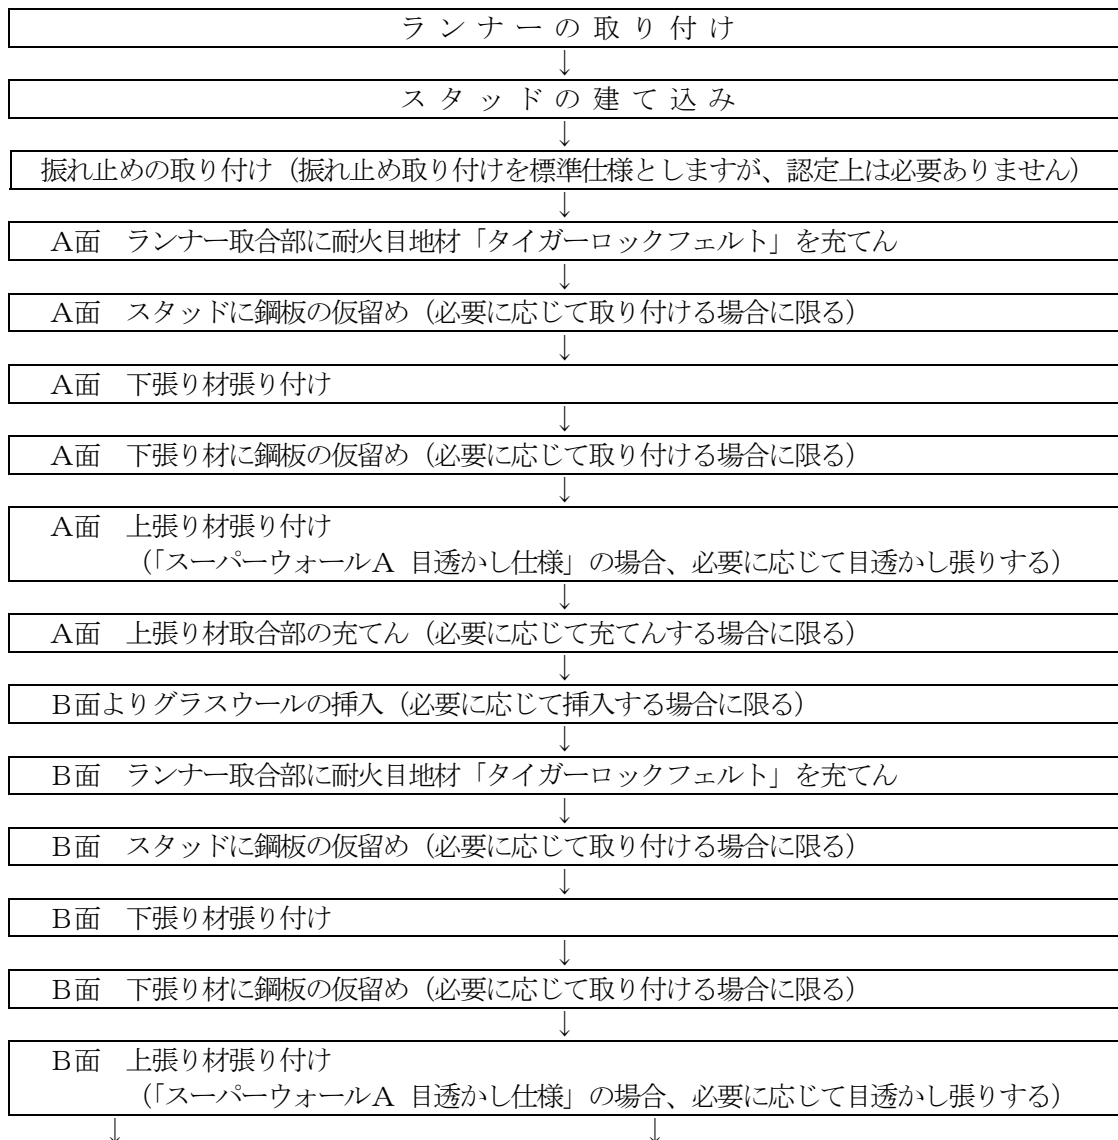 ランナーの取り付け
↓
スタッドの建て込み
↓
振れ止めの取り付け（振れ止め取り付けを標準仕様としますが、認定上は必要ありません）
↓
A面　ランナー取合部に耐火目地材「タイガーロックフェルト」を充てん
↓
A面　スタッドに鋼板の仮留め（必要に応じて取り付ける場合に限る）
↓
A面　下張り材張り付け
↓
A面　下張り材に鋼板の仮留め（必要に応じて取り付ける場合に限る）
↓
A面　上張り材張り付け
（「スーパーウォールA 目透かし仕様」の場合、必要に応じて目透かし張りする）
↓
A面　上張り材取合部の充てん（必要に応じて充てんする場合に限る）
↓
B面よりグラスウールの挿入（必要に応じて挿入する場合に限る）
↓
B面　ランナー取合部に耐火目地材「タイガーロックフェルト」を充てん
↓
B面　スタッドに鋼板の仮留め（必要に応じて取り付ける場合に限る）
↓
B面　下張り材張り付け
↓
B面　下張り材に鋼板の仮留め（必要に応じて取り付ける場合に限る）
↓
B面　上張り材張り付け
（「スーパーウォールA 目透かし仕様」の場合、必要に応じて目透かし張りする）
↓　↓